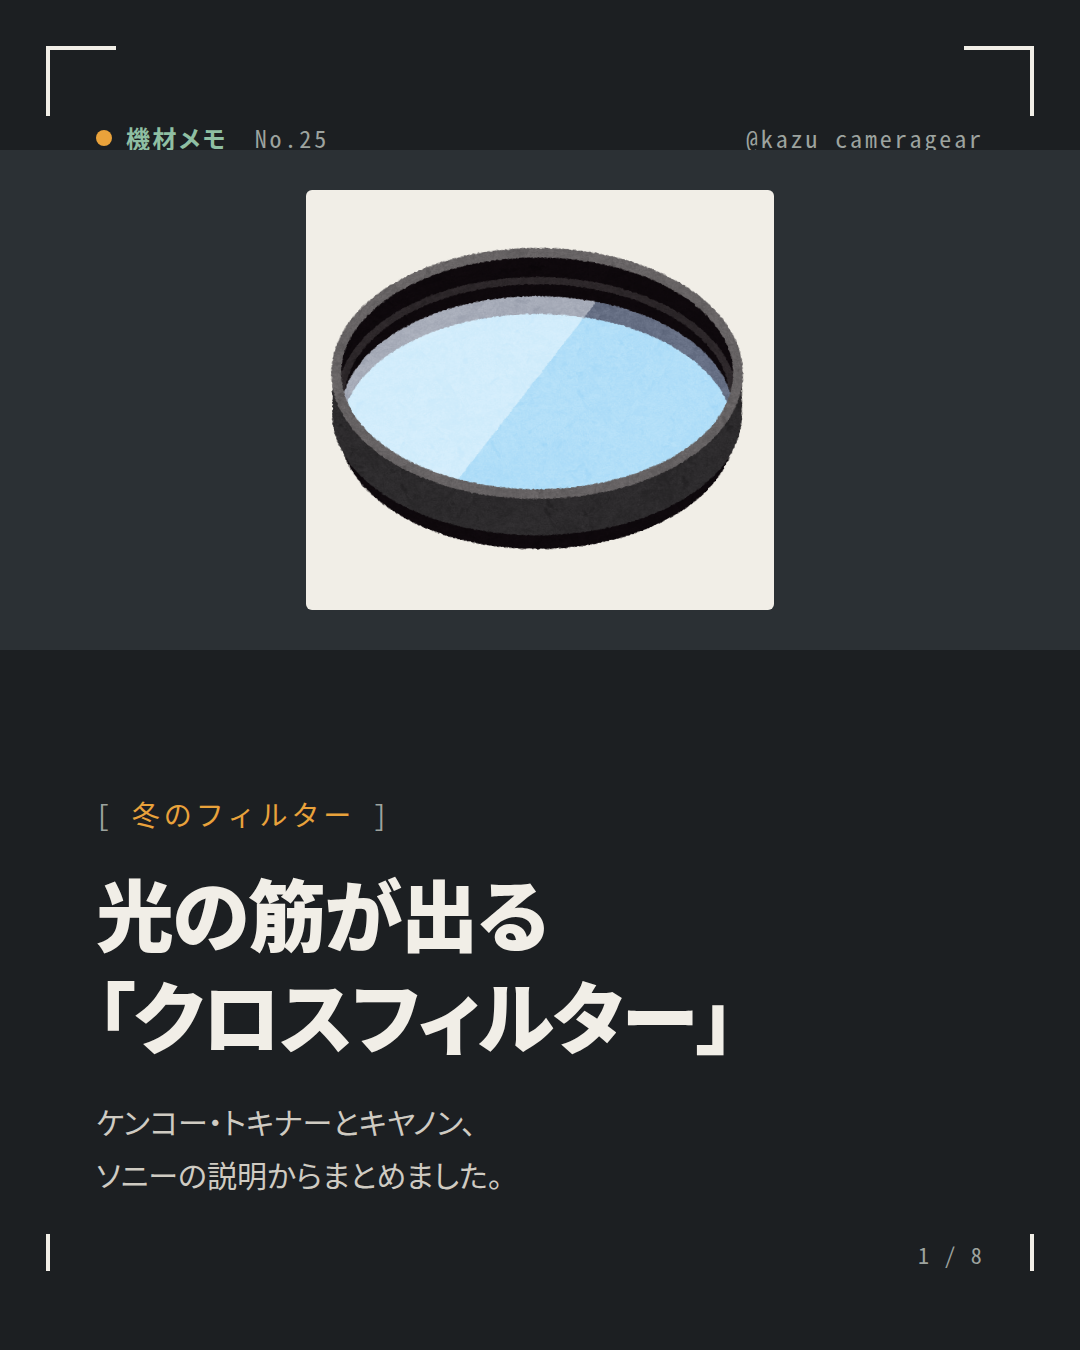 機材メモ No.25
@kazu_cameragear
[ 冬のフィルター ]
光の筋が出る
「クロスフィルター」
ケンコー・トキナーとキヤノン、
ソニーの説明からまとめました。
1 / 8